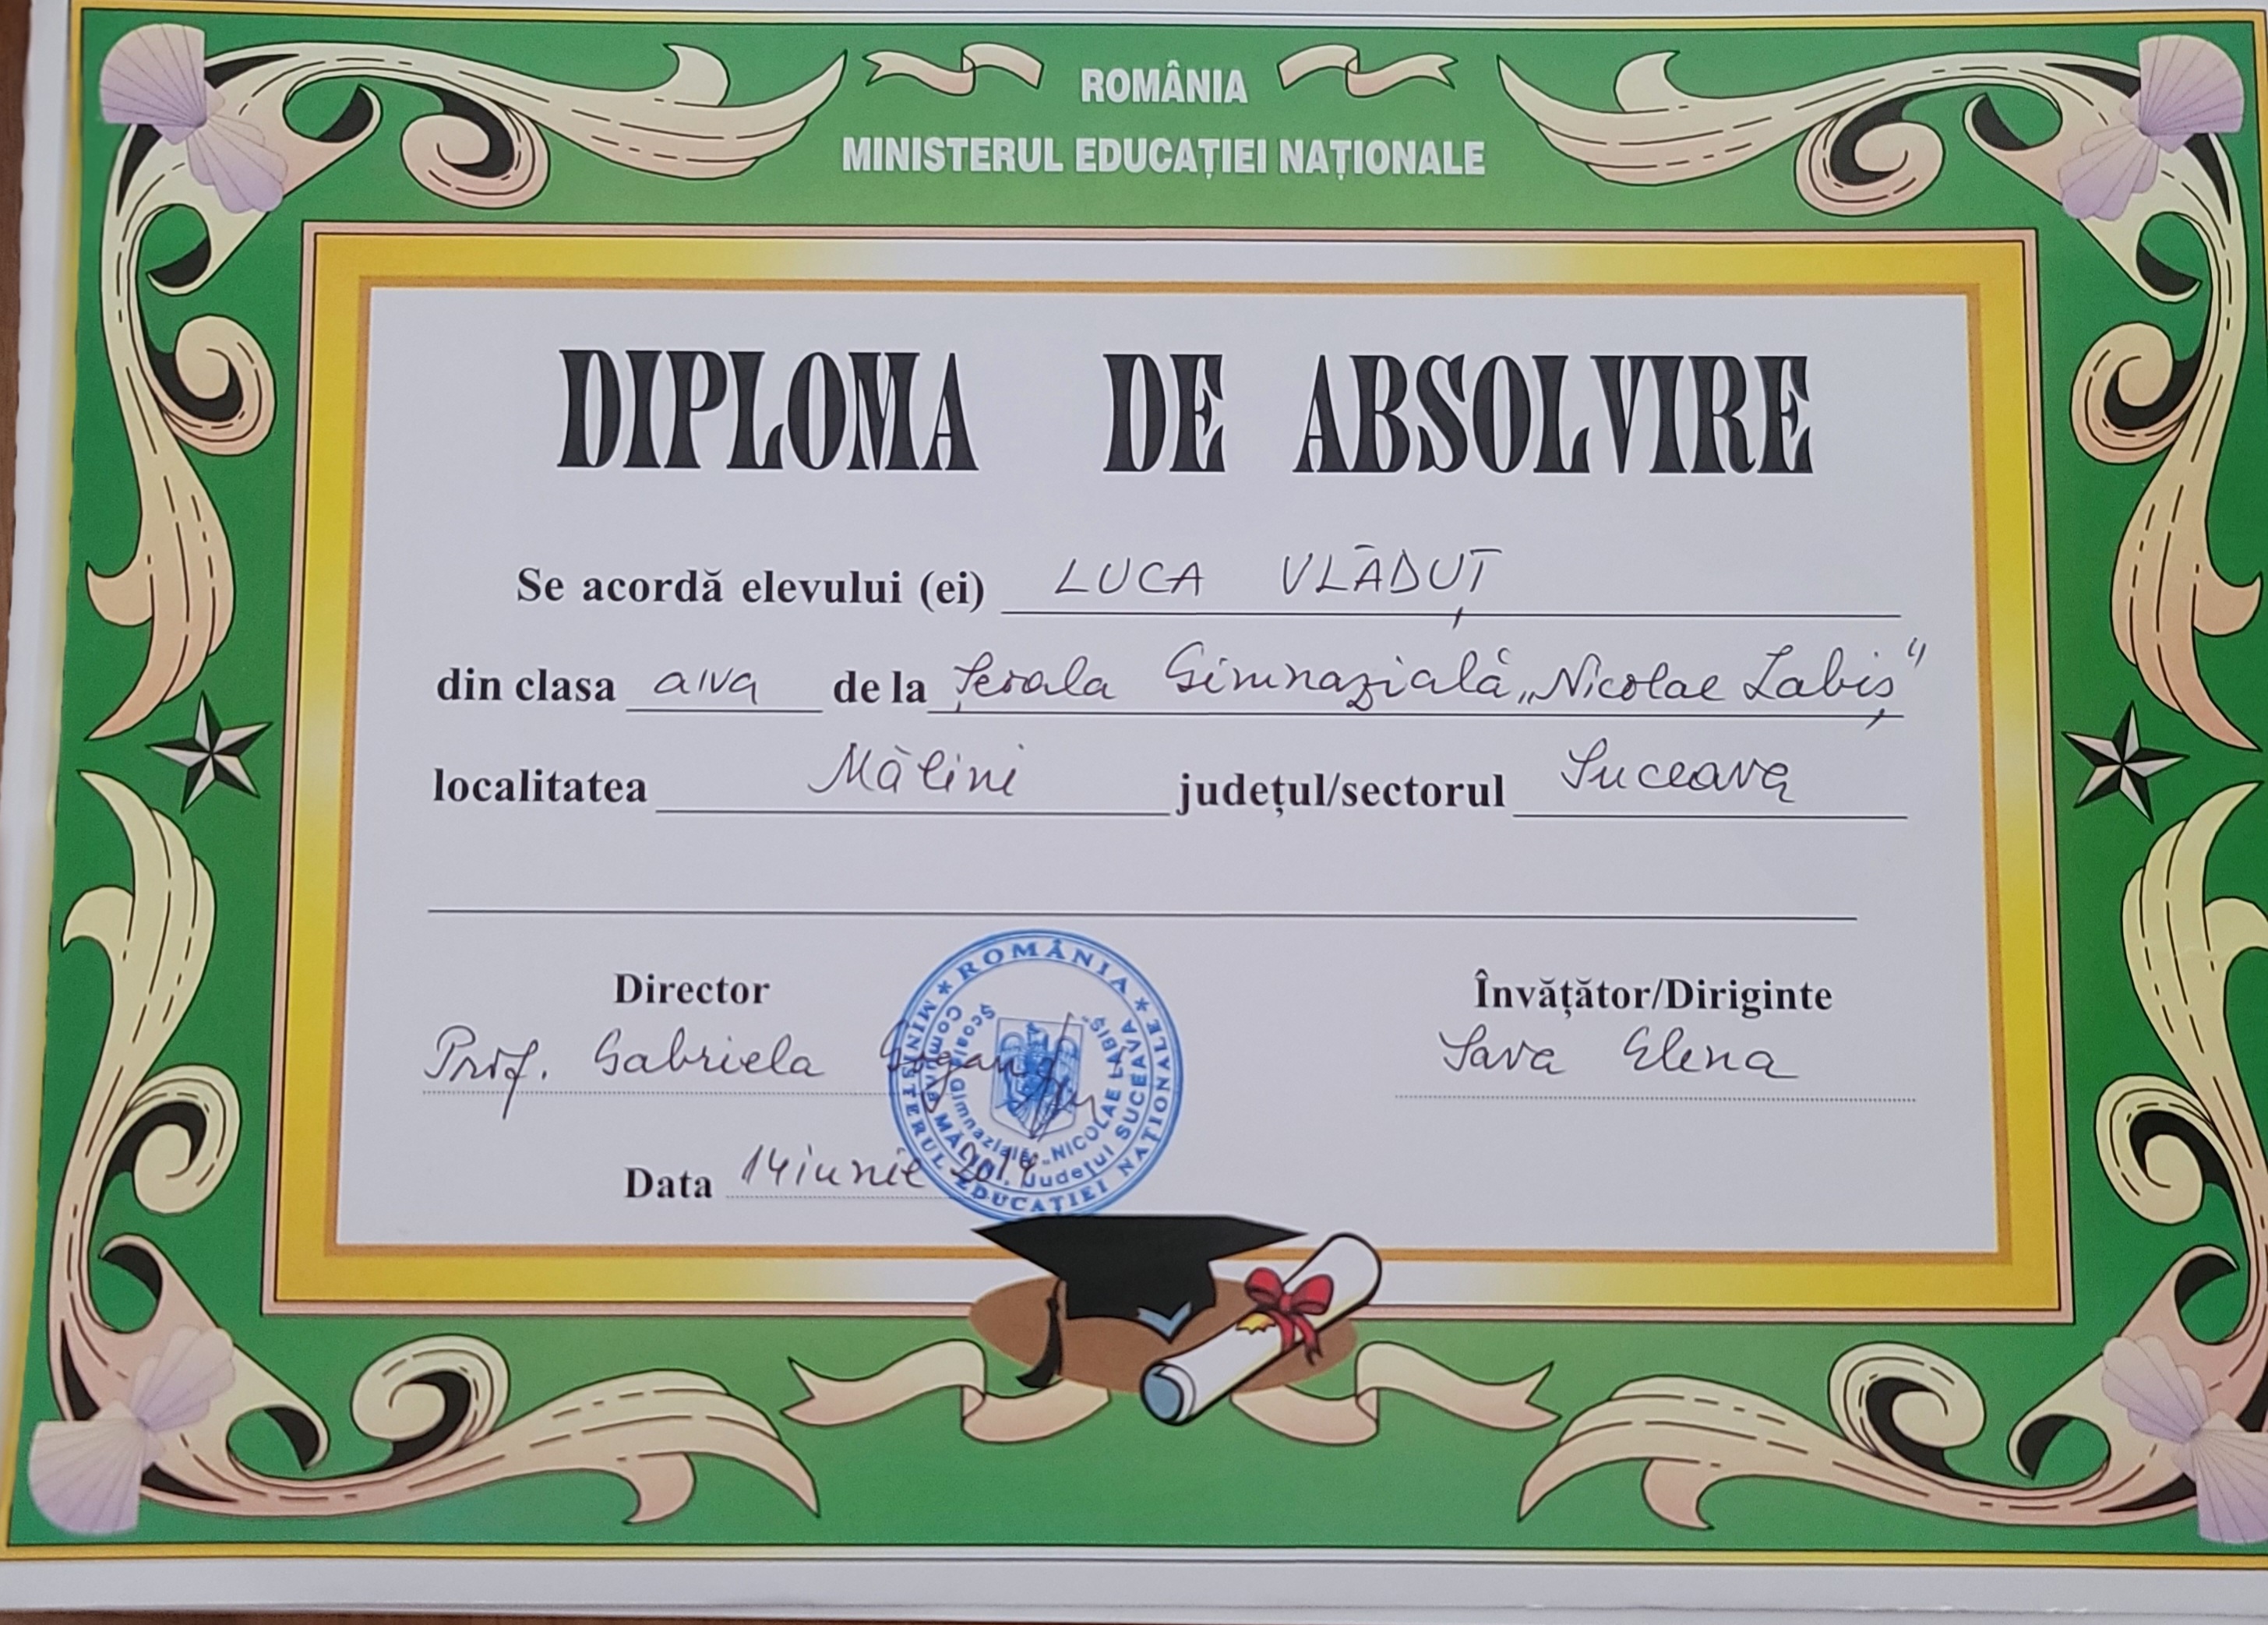 ROMÂNIA
MINISTERUL EDUCAȚIEI NAȚIONALE
DIPLOMA DE ABSOLVIRE
Se acordă elevului (ei) LUCA VLĂDUȚ
din clasa a IV a de la Școala Gimnazială „Nicolae Labiș"
localitatea Mălini județul/sectorul Suceava
Director Învățător/Diriginte
Prof. Gabriela Sava Elena
Data 14 iunie
ROMÂNIA * MINISTERUL EDUCAȚIEI NAȚIONALE *
Comuna MĂLINI Județul SUCEAVA
Școala Gimnazială „NICOLAE LABIȘ"